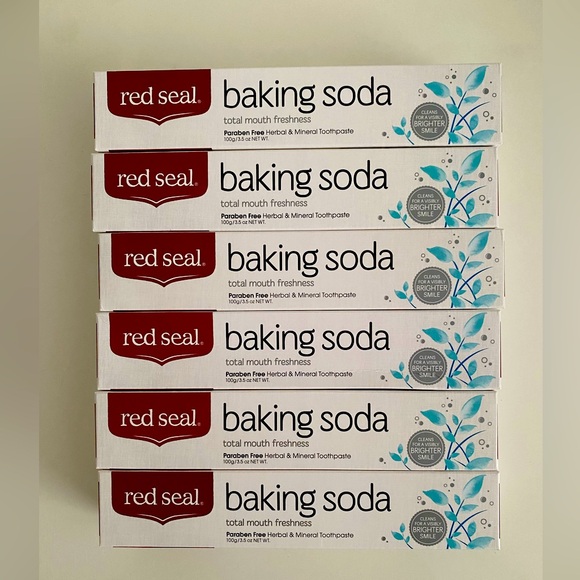 red seal®
baking soda
total mouth freshness
Paraben Free Herbal & Mineral Toothpaste
100g/3.5 oz NET WT.
CLEANS
FOR A VISIBLY
BRIGHTER
SMILE
red seal®
baking soda
total mouth freshness
Paraben Free Herbal & Mineral Toothpaste
100g/3.5 oz NET WT.
CLEANS
FOR A VISIBLY
BRIGHTER
SMILE
red seal®
baking soda
total mouth freshness
Paraben Free Herbal & Mineral Toothpaste
100g/3.5 oz NET WT.
CLEANS
FOR A VISIBLY
BRIGHTER
SMILE
red seal®
baking soda
total mouth freshness
Paraben Free Herbal & Mineral Toothpaste
100g/3.5 oz NET WT.
CLEANS
FOR A VISIBLY
BRIGHTER
SMILE
red seal®
baking soda
total mouth freshness
Paraben Free Herbal & Mineral Toothpaste
100g/3.5 oz NET WT.
CLEANS
FOR A VISIBLY
BRIGHTER
SMILE
red seal®
baking soda
total mouth freshness
Paraben Free Herbal & Mineral Toothpaste
100g/3.5 oz NET WT.
CLEANS
FOR A VISIBLY
BRIGHTER
SMILE